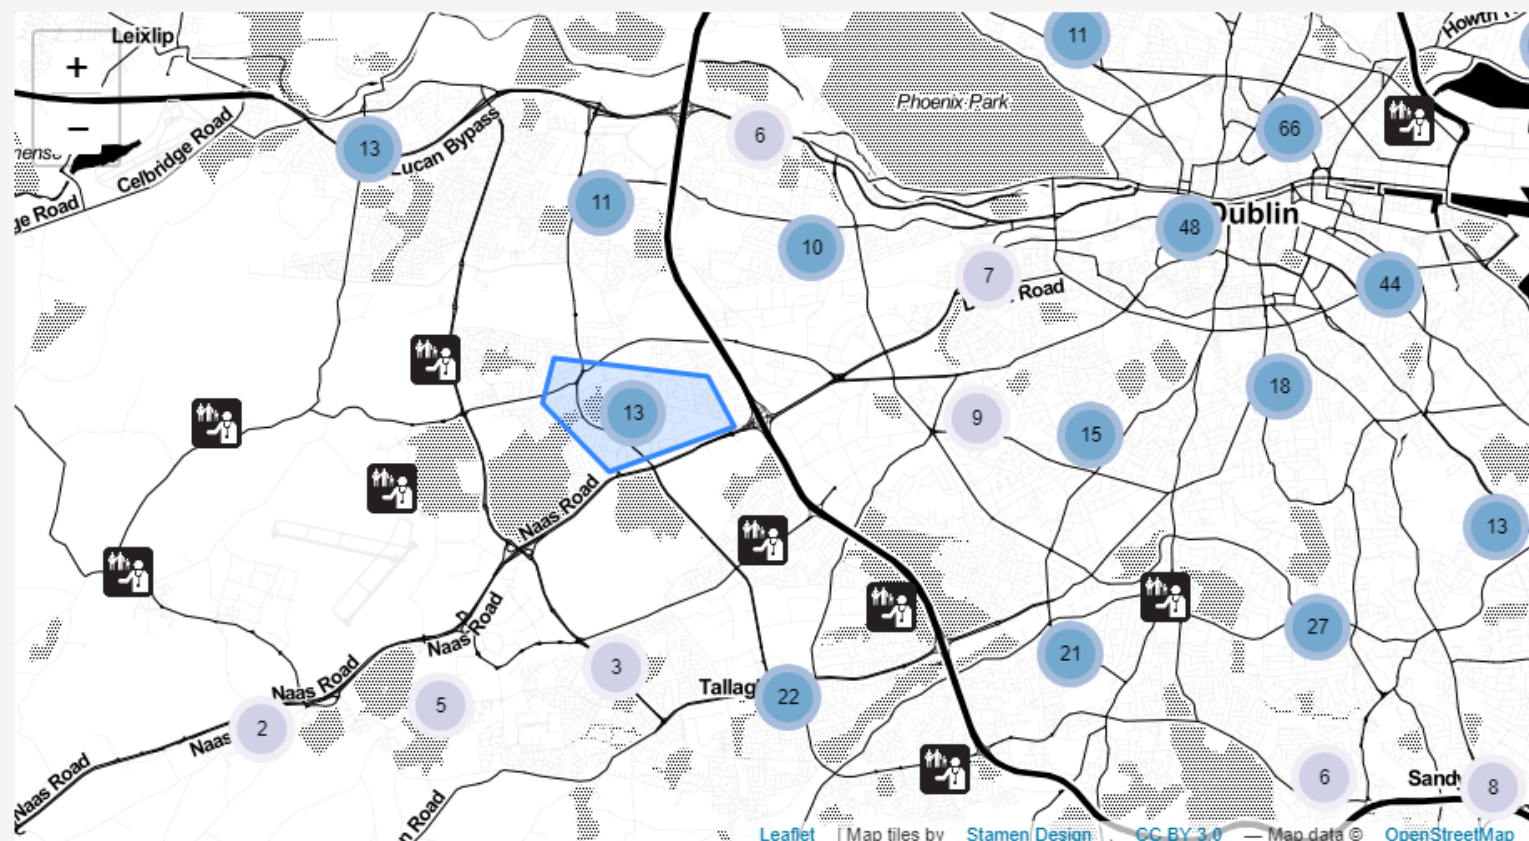 Leixlip
Howth
11
+
Phoenix Park
66
−
6
13
Lucan Bypass
Celbridge Road
ge Road
11
48
Dublin
10
7
Road
44
13
9
15
18
Naas Road
13
Naas Road
27
3
21
Naas Road
Tallag
22
5
2
Naas
Naas Road
6
Sandy
8
n Road
Leaflet | Map tiles by Stamen Design, CC BY 3.0 — Map data © OpenStreetMap